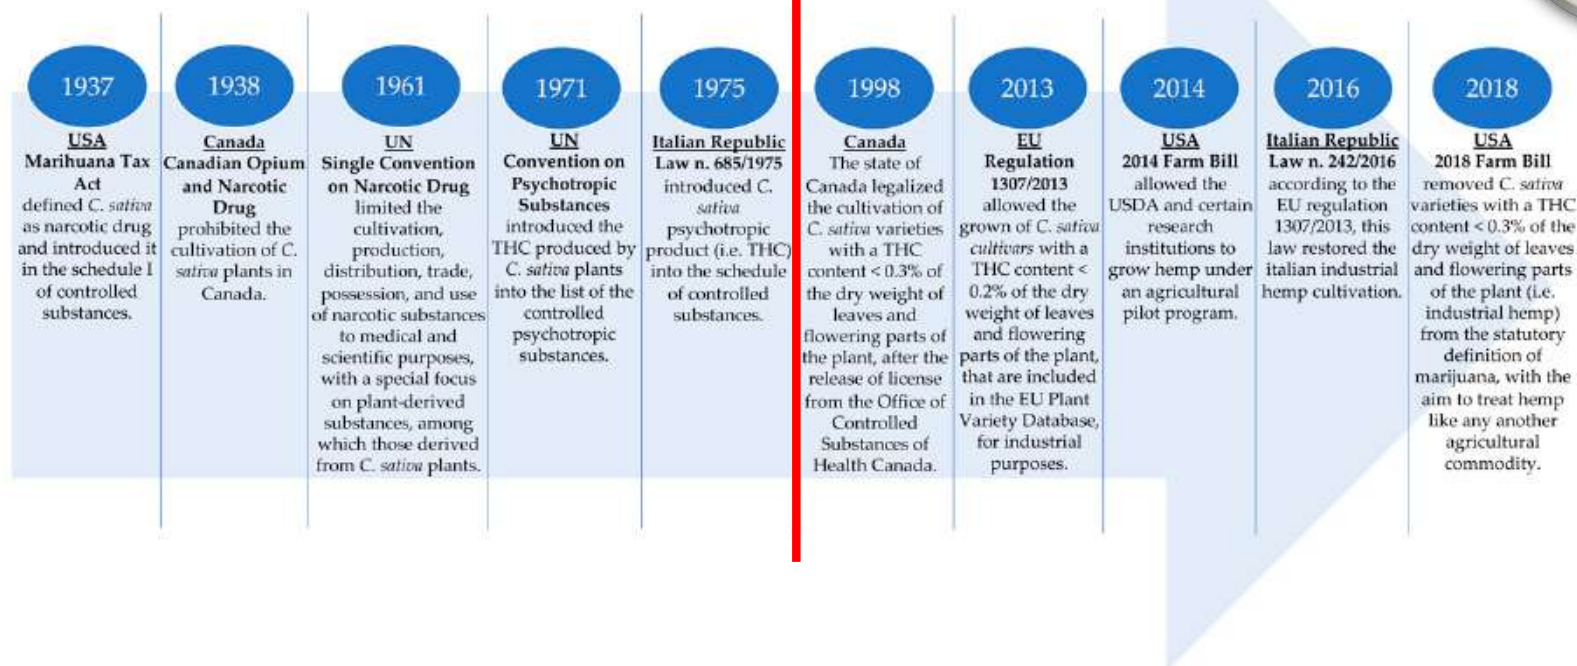 1937
USA
Marihuana Tax
Act
defined C. sativa
as narcotic drug
and introduced it
in the schedule I
of controlled
substances.
1938
Canada
Canadian Opium
and Narcotic
Drug
prohibited the
cultivation of C.
sativa plants in
Canada.
1961
UN
Single Convention
on Narcotic Drug
limited the
cultivation,
production,
distribution, trade,
possession, and use
of narcotic substances
to medical and
scientific purposes,
with a special focus
on plant-derived
substances, among
which those derived
from C. sativa plants.
1971
UN
Convention on
Psychotropic
Substances
introduced the
THC produced by
C. sativa plants
into the list of the
controlled
psychotropic
substances.
1975
Italian Republic
Law n. 685/1975
introduced C.
sativa
psychotropic
product (i.e. THC)
into the schedule
of controlled
substances.
1998
Canada
The state of
Canada legalized
the cultivation of
C. sativa varieties
with a THC
content < 0.3% of
the dry weight of
leaves and
flowering parts of
the plant, after the
release of license
from the Office of
Controlled
Substances of
Health Canada.
2013
EU
Regulation
1307/2013
allowed the
grown of C. sativa
cultivars with a
THC content <
0.2% of the dry
weight of leaves
and flowering
parts of the plant,
that are included
in the EU Plant
Variety Database,
for industrial
purposes.
2014
USA
2014 Farm Bill
allowed the
USDA and certain
research
institutions to
grow hemp under
an agricultural
pilot program.
2016
Italian Republic
Law n. 242/2016
according to the
EU regulation
1307/2013, this
law restored the
italian industrial
hemp cultivation.
2018
USA
2018 Farm Bill
removed C. sativa
varieties with a THC
content < 0.3% of the
dry weight of leaves
and flowering parts
of the plant (i.e.
industrial hemp)
from the statutory
definition of
marijuana, with the
aim to treat hemp
like any another
agricultural
commodity.